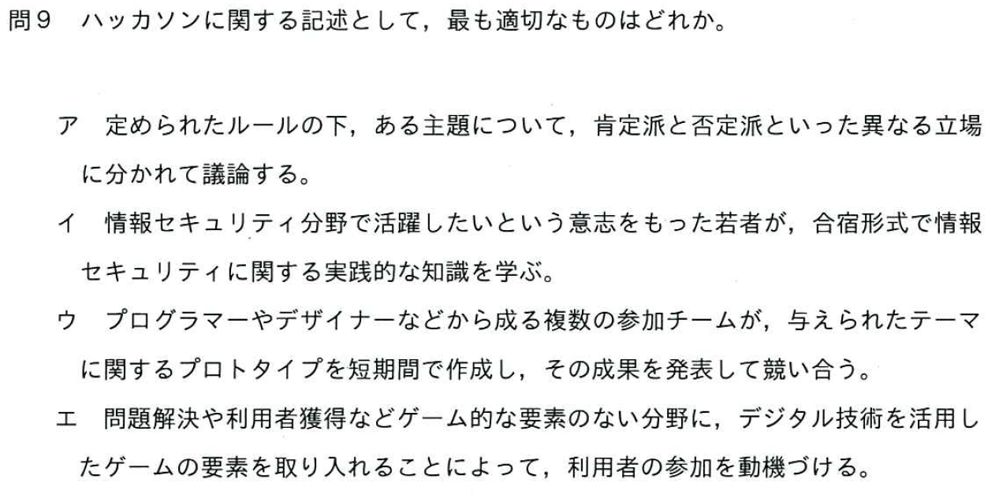 問９　ハッカソンに関する記述として，最も適切なものはどれか。
ア　定められたルールの下，ある主題について，肯定派と否定派といった異なる立場
に分かれて議論する。
イ　情報セキュリティ分野で活躍したいという意志をもった若者が，合宿形式で情報
セキュリティに関する実践的な知識を学ぶ。
ウ　プログラマーやデザイナーなどから成る複数の参加チームが，与えられたテーマ
に関するプロトタイプを短期間で作成し，その成果を発表して競い合う。
エ　問題解決や利用者獲得などゲーム的な要素のない分野に，デジタル技術を活用し
たゲームの要素を取り入れることによって，利用者の参加を動機づける。